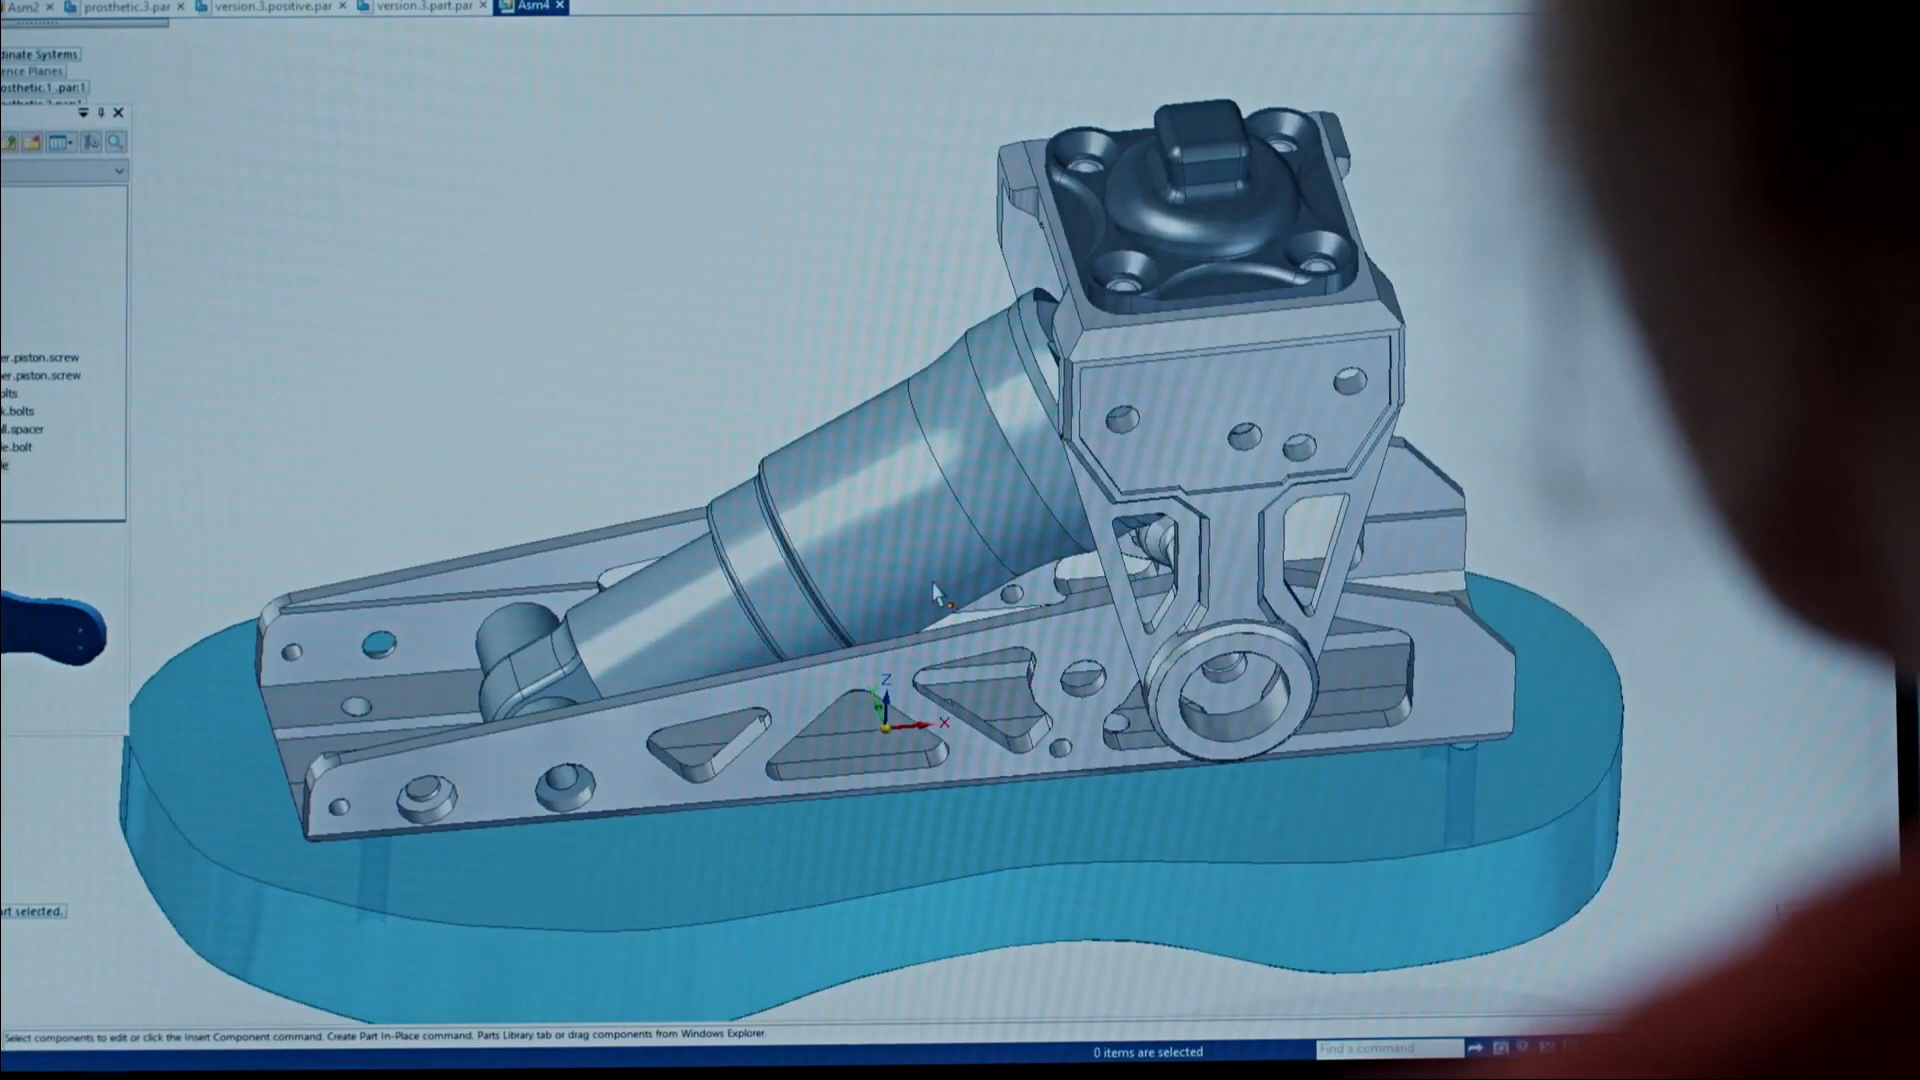 Asm2 prosthetic.3.par version.3.positive.par version.3.part.par Asm4
dinate Systems
ence Planes
osthetic.1 .par:1
er.piston.screw
er.piston.screw
olts
k.bolts
ll.spacer
le.bolt
le
Z
X
art selected.
Select components to edit or click the Insert Component command, Create Part In-Place command, Parts Library tab or drag components from Windows Explorer.
0 items are selected
Find a command